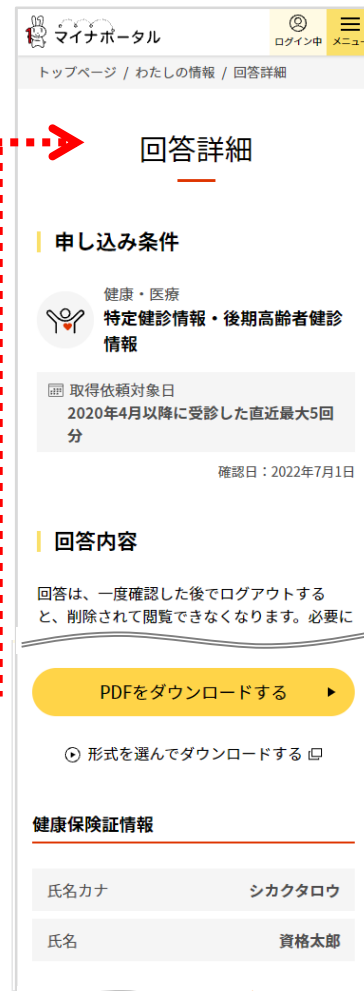 マイナポータル
ログイン中
メニュー
トップページ / わたしの情報 / 回答詳細
回答詳細
申し込み条件
健康・医療
特定健診情報・後期高齢者健診
情報
取得依頼対象日
2020年4月以降に受診した直近最大5回
分
確認日：2022年7月1日
回答内容
回答は、一度確認した後でログアウトする
と、削除されて閲覧できなくなります。必要に
PDFをダウンロードする
形式を選んでダウンロードする
健康保険証情報
氏名カナ シカクタロウ
氏名 資格太郎